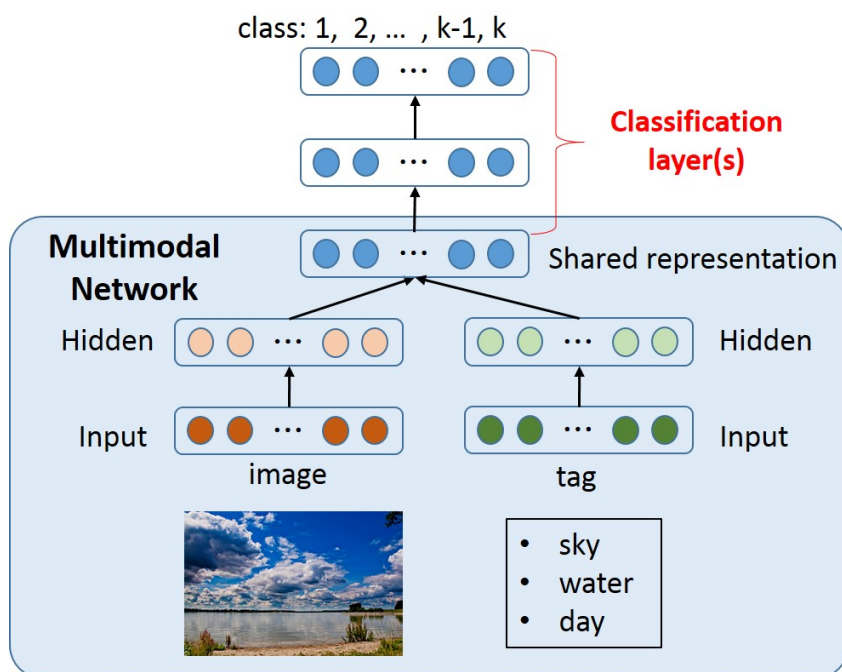 class: 1, 2, ... , k-1, k
...
...
Classification
layer(s)
Multimodal
Network
...
Shared representation
Hidden
...
...
Hidden
Input
...
...
Input
image
tag
• sky
• water
• day